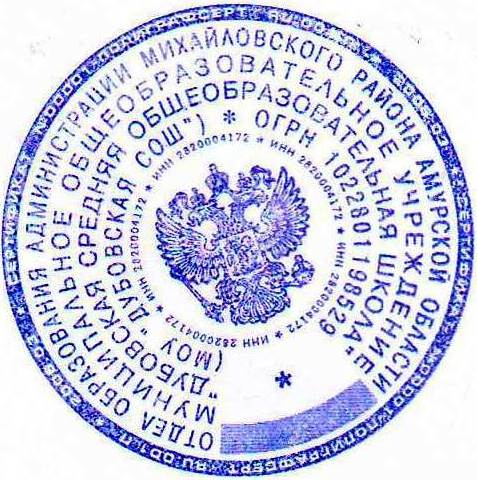 ОТДЕЛ ОБРАЗОВАНИЯ АДМИНИСТРАЦИИ МИХАЙЛОВСКОГО РАЙОНА АМУРСКОЙ ОБЛАСТИ
МУНИЦИПАЛЬНОЕ ОБЩЕОБРАЗОВАТЕЛЬНОЕ УЧРЕЖДЕНИЕ
"ДУБОВСКАЯ СРЕДНЯЯ ОБЩЕОБРАЗОВАТЕЛЬНАЯ ШКОЛА"
(МОУ "ДУБОВСКАЯ СОШ") * ОГРН 1022801198529
*
* ИНН 2820004172 * ИНН 2820004172 * ИНН 2820004172 * ИНН 2820004172 * ИНН 2820004172